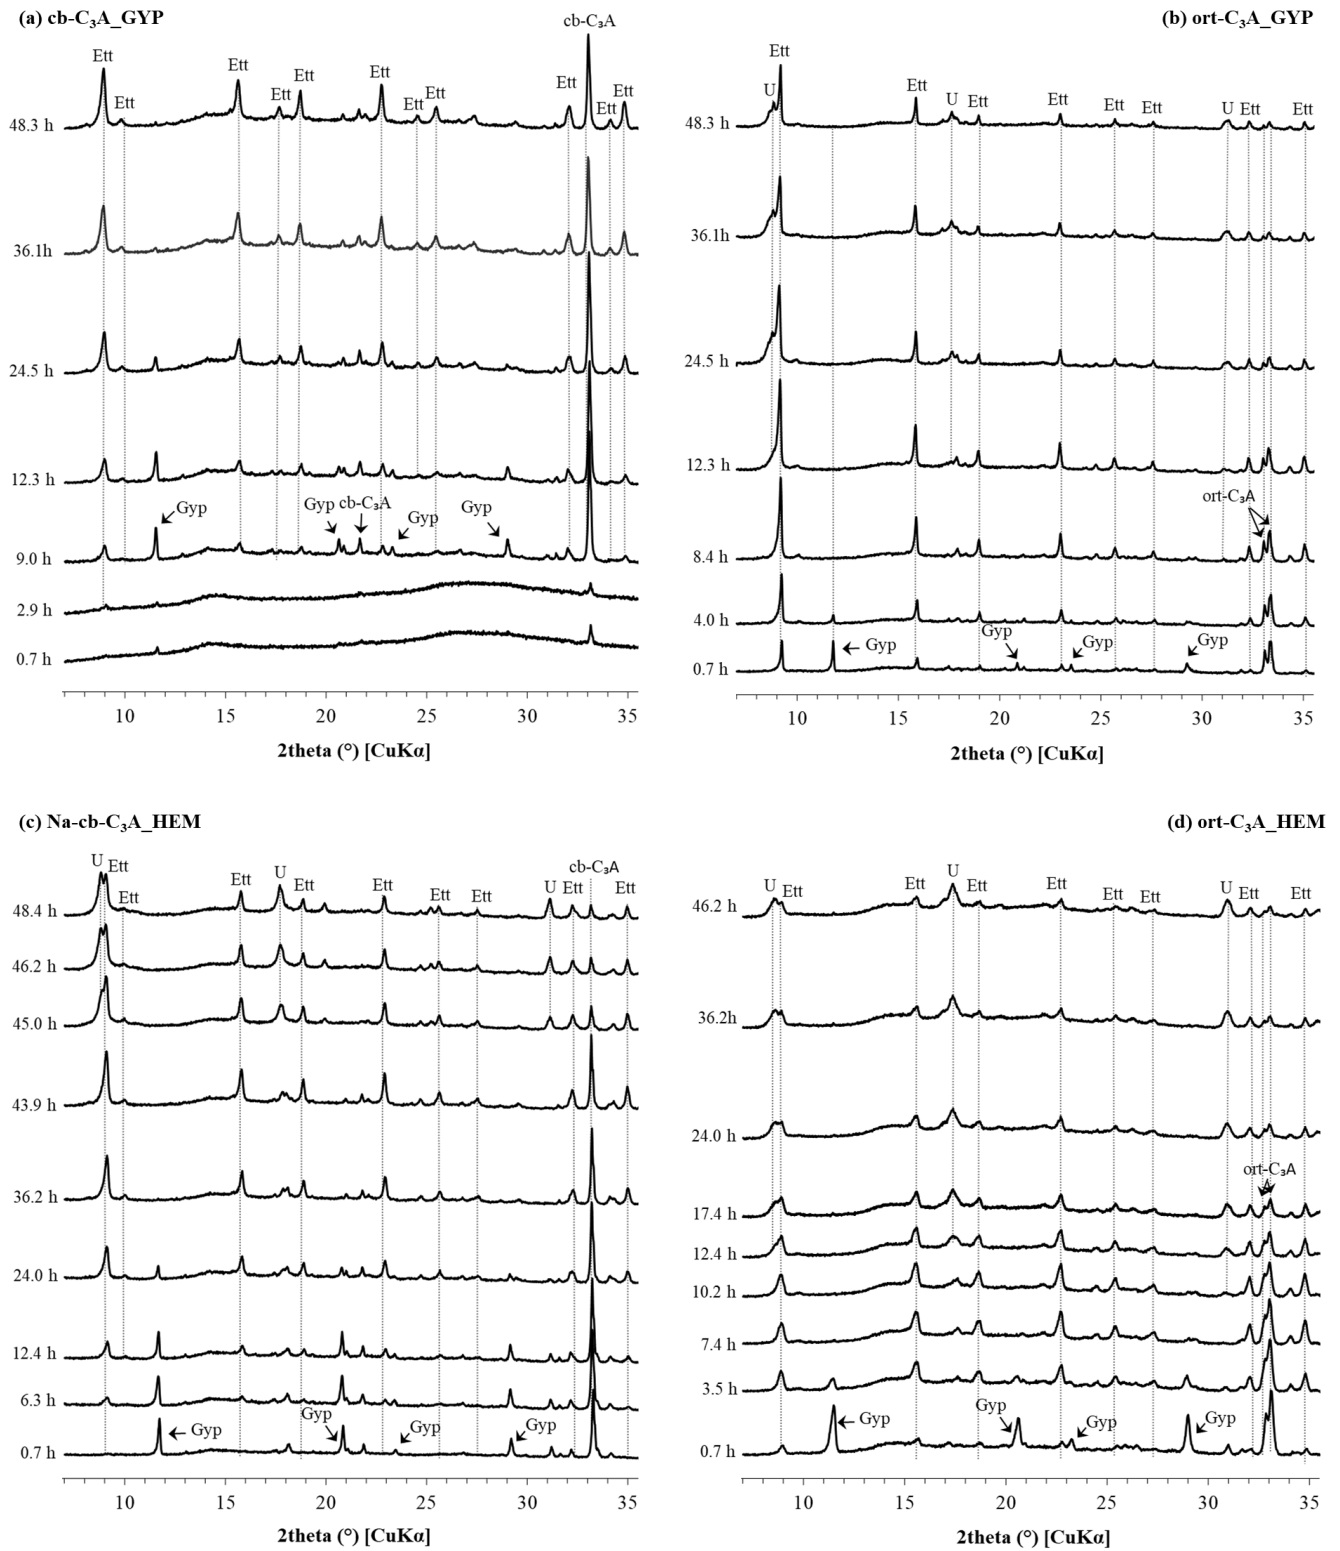 (a) cb-C₃A_GYP
cb-C₃A
Ett
Ett
Ett
Ett
Ett
Ett
Ett
Ett
Ett
Ett
Ett
48.3 h
36.1h
24.5 h
12.3 h
Gyp
Gyp
cb-C₃A
Gyp
Gyp
9.0 h
2.9 h
0.7 h
10 15 20 25 30 35
2theta (°) [CuKα]
(b) ort-C₃A_GYP
Ett
U
Ett
U
Ett
Ett
Ett
Ett
U
Ett
Ett
48.3 h
36.1h
24.5 h
12.3 h
ort-C₃A
8.4 h
4.0 h
Gyp
Gyp
Gyp
Gyp
0.7 h
10 15 20 25 30 35
2theta (°) [CuKα]
(c) Na-cb-C₃A_HEM
U
Ett
Ett
Ett
U
Ett
Ett
Ett
Ett
U
Ett
cb-C₃A
Ett
48.4 h
46.2 h
45.0 h
43.9 h
36.2 h
24.0 h
12.4 h
6.3 h
Gyp
Gyp
Gyp
Gyp
0.7 h
10 15 20 25 30 35
2theta (°) [CuKα]
(d) ort-C₃A_HEM
U
Ett
Ett
U
Ett
Ett
Ett
Ett
U
Ett
Ett
46.2 h
36.2h
24.0 h
ort-C₃A
17.4 h
12.4 h
10.2 h
7.4 h
3.5 h
Gyp
Gyp
Gyp
Gyp
0.7 h
10 15 20 25 30 35
2theta (°) [CuKα]